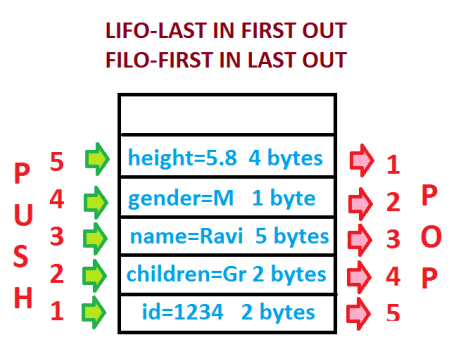 LIFO-LAST IN FIRST OUT
FILO-FIRST IN LAST OUT
PUSH
5 height=5.8 4 bytes 1
4 gender=M 1 byte 2
3 name=Ravi 5 bytes 3
2 children=Gr 2 bytes 4
1 id=1234 2 bytes 5
POP